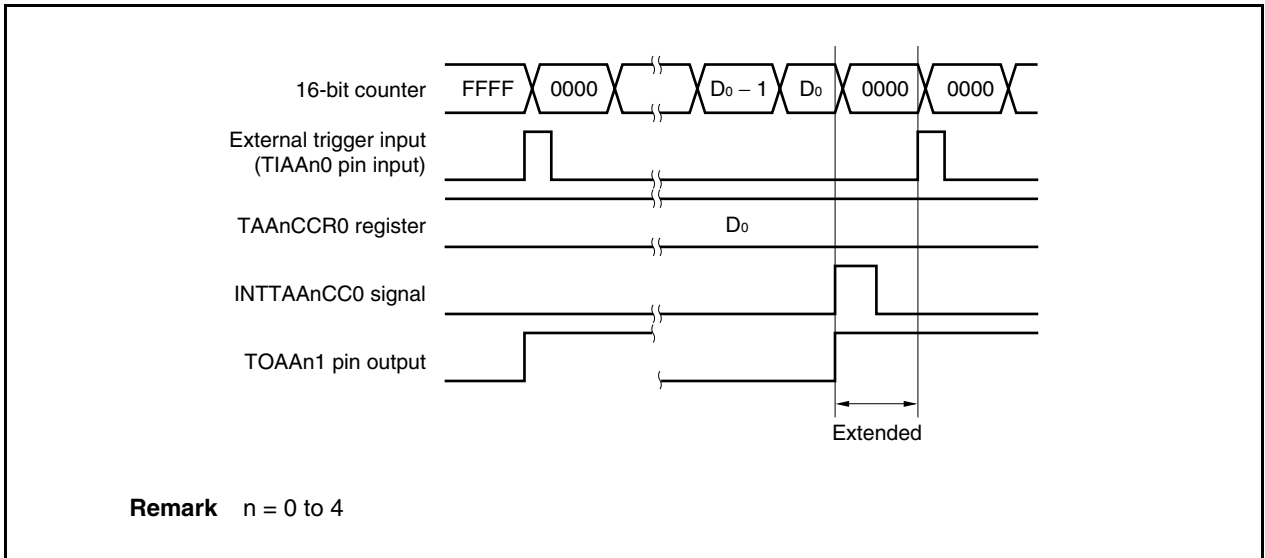 16-bit counter FFFF 0000 D0 − 1 D0 0000 0000
External trigger input
(TIAAn0 pin input)
TAAnCCR0 register D0
INTTAAnCC0 signal
TOAAn1 pin output
Extended
Remark n = 0 to 4